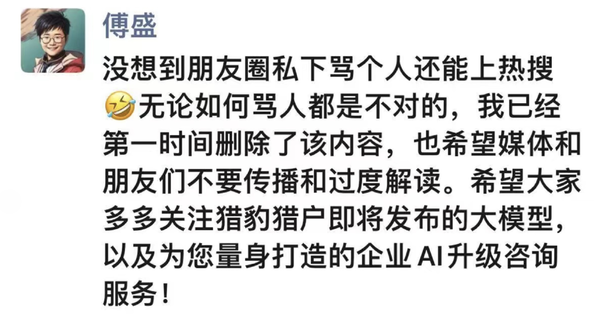 傅盛
没想到朋友圈私下骂个人还能上热搜
🤣无论如何骂人都是不对的，我已经
第一时间删除了该内容，也希望媒体和
朋友们不要传播和过度解读。希望大家
多多关注猎豹猎户即将发布的大模型，
以及为您量身打造的企业AI升级咨询
服务！